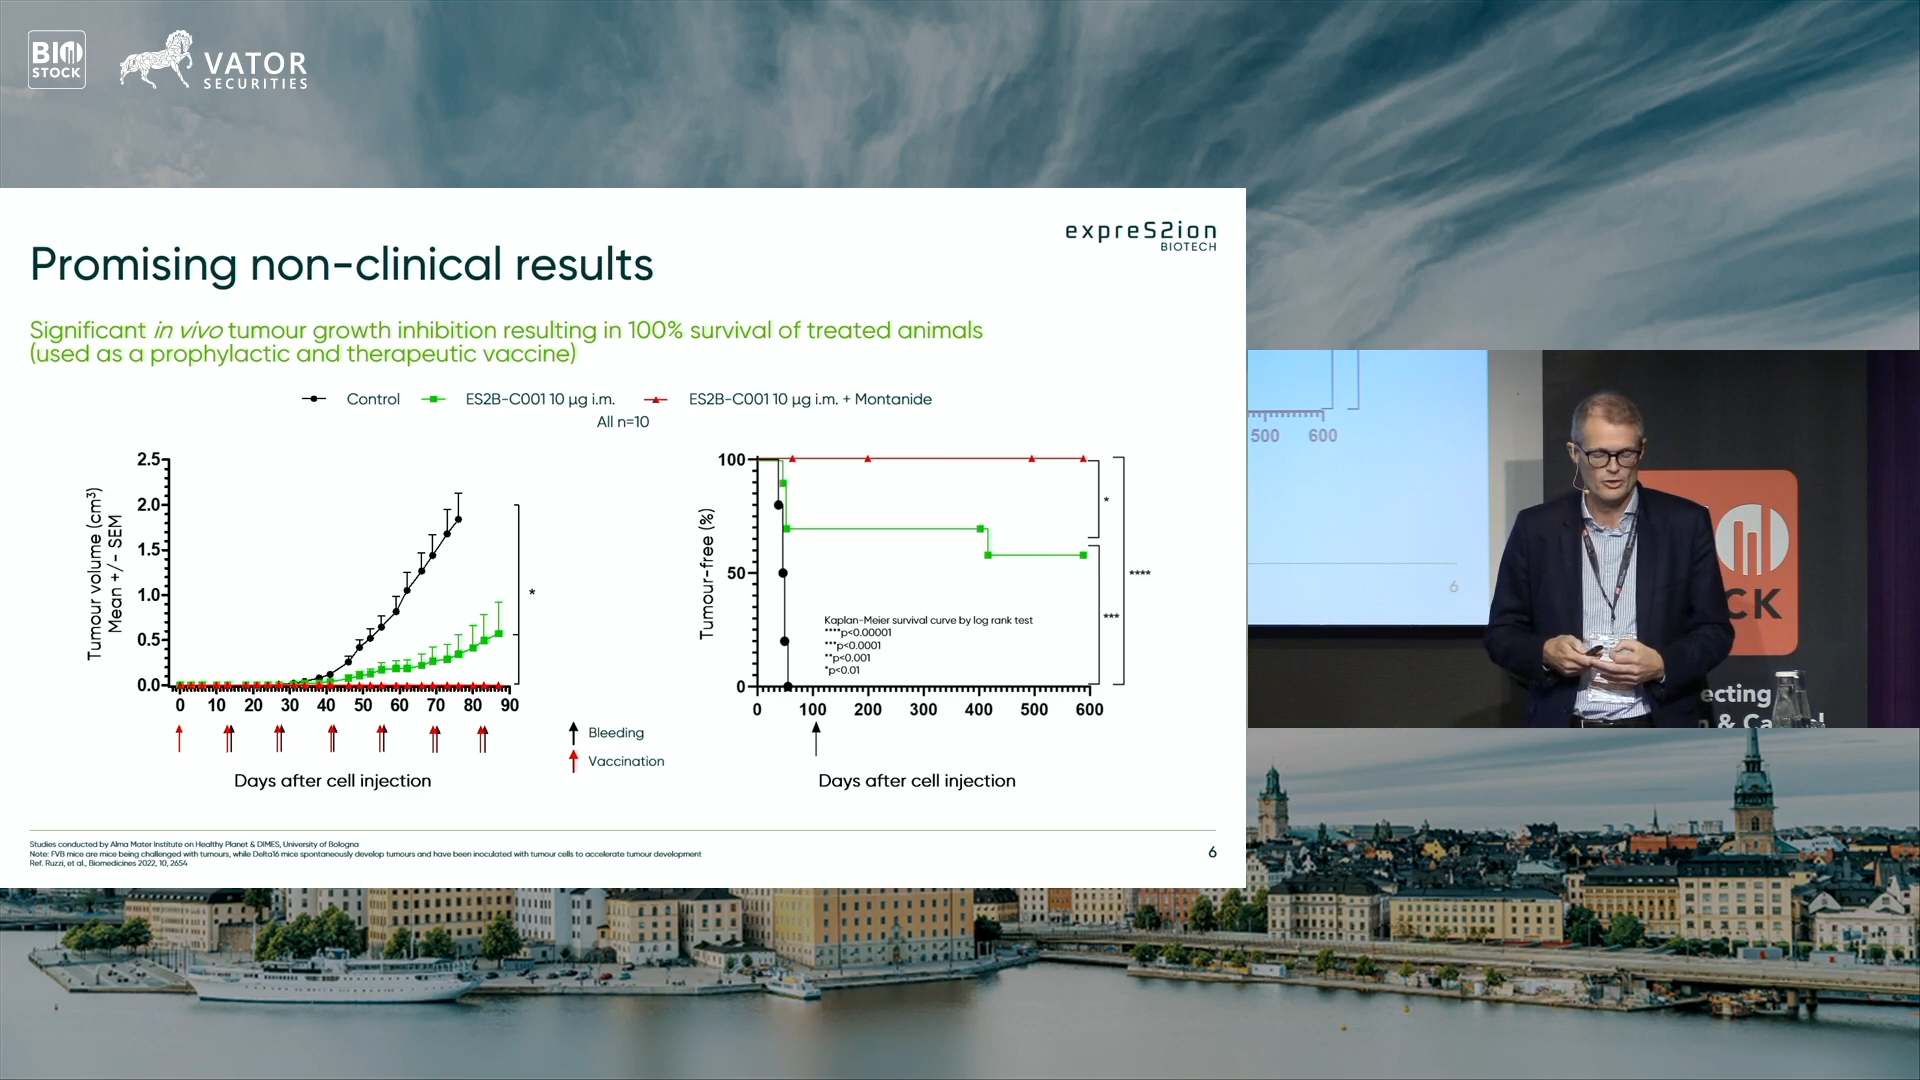 BIO
STOCK
VATOR
SECURITIES
expreS2ion
BIOTECH
Promising non-clinical results
Significant in vivo tumour growth inhibition resulting in 100% survival of treated animals
(used as a prophylactic and therapeutic vaccine)
Control ES2B-C001 10 µg i.m. ES2B-C001 10 µg i.m. + Montanide
All n=10
Tumour volume (cm³)
Mean +/- SEM
2.5
2.0
1.5
1.0
0.5
0.0
0 10 20 30 40 50 60 70 80 90
*
Days after cell injection
Bleeding
Vaccination
Tumour-free (%)
100
50
0
0 100 200 300 400 500 600
Kaplan-Meier survival curve by log rank test
****p<0.00001
***p<0.0001
**p<0.001
*p<0.01
*
****
***
Days after cell injection
Studies conducted by Alma Mater Institute on Healthy Planet & DIMES, University of Bologna
Note: FVB mice are mice being challenged with tumours, while Delta16 mice spontaneously develop tumours and have been inoculated with tumour cells to accelerate tumour development
Ref. Ruzzi, et al., Biomedicines 2022, 10, 2654
6
500 600
6
CK
ecting
& Ca